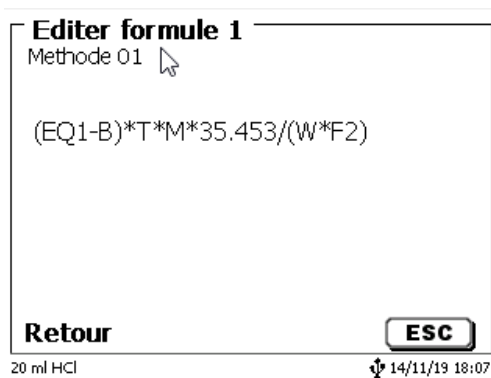 Editer formule 1
Methode 01
(EQ1-B)*T*M*35.453/(W*F2)
Retour
ESC
20 ml HCl
14/11/19 18:07